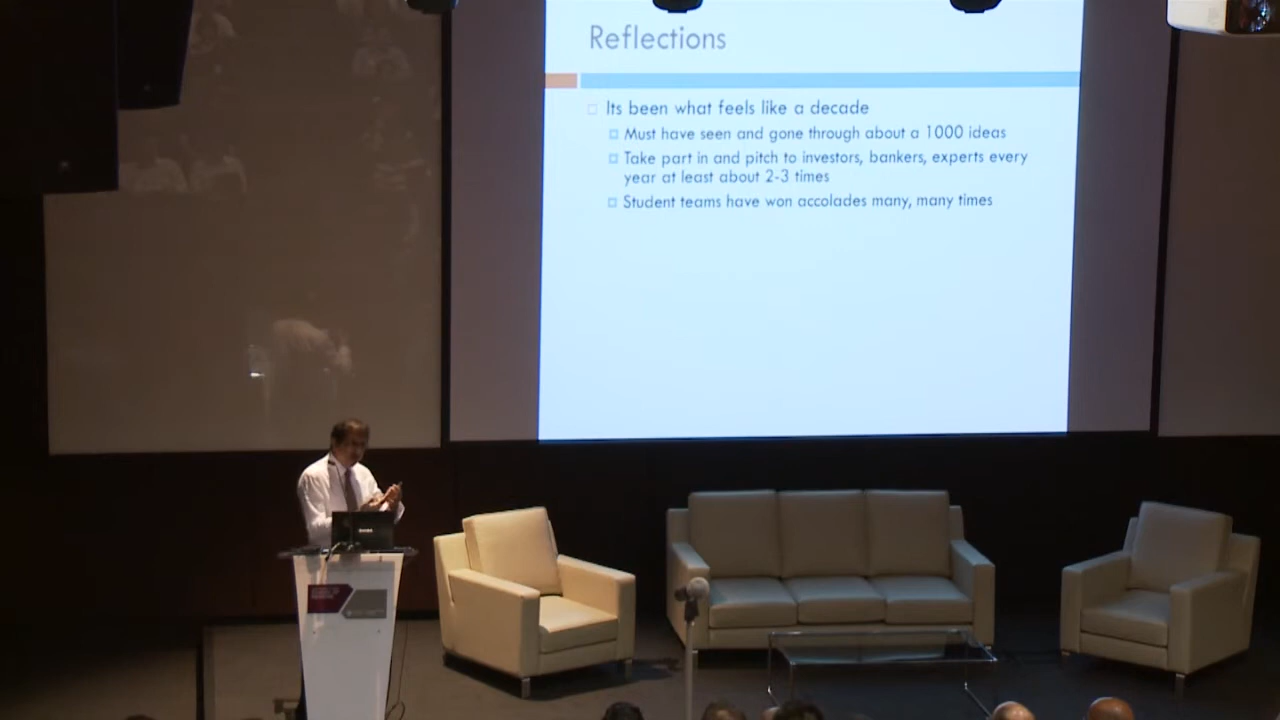 Reflections
Its been what feels like a decade
Must have seen and gone through about a 1000 ideas
Take part in and pitch to investors, bankers, experts every
year at least about 2-3 times
Student teams have won accolades many, many times